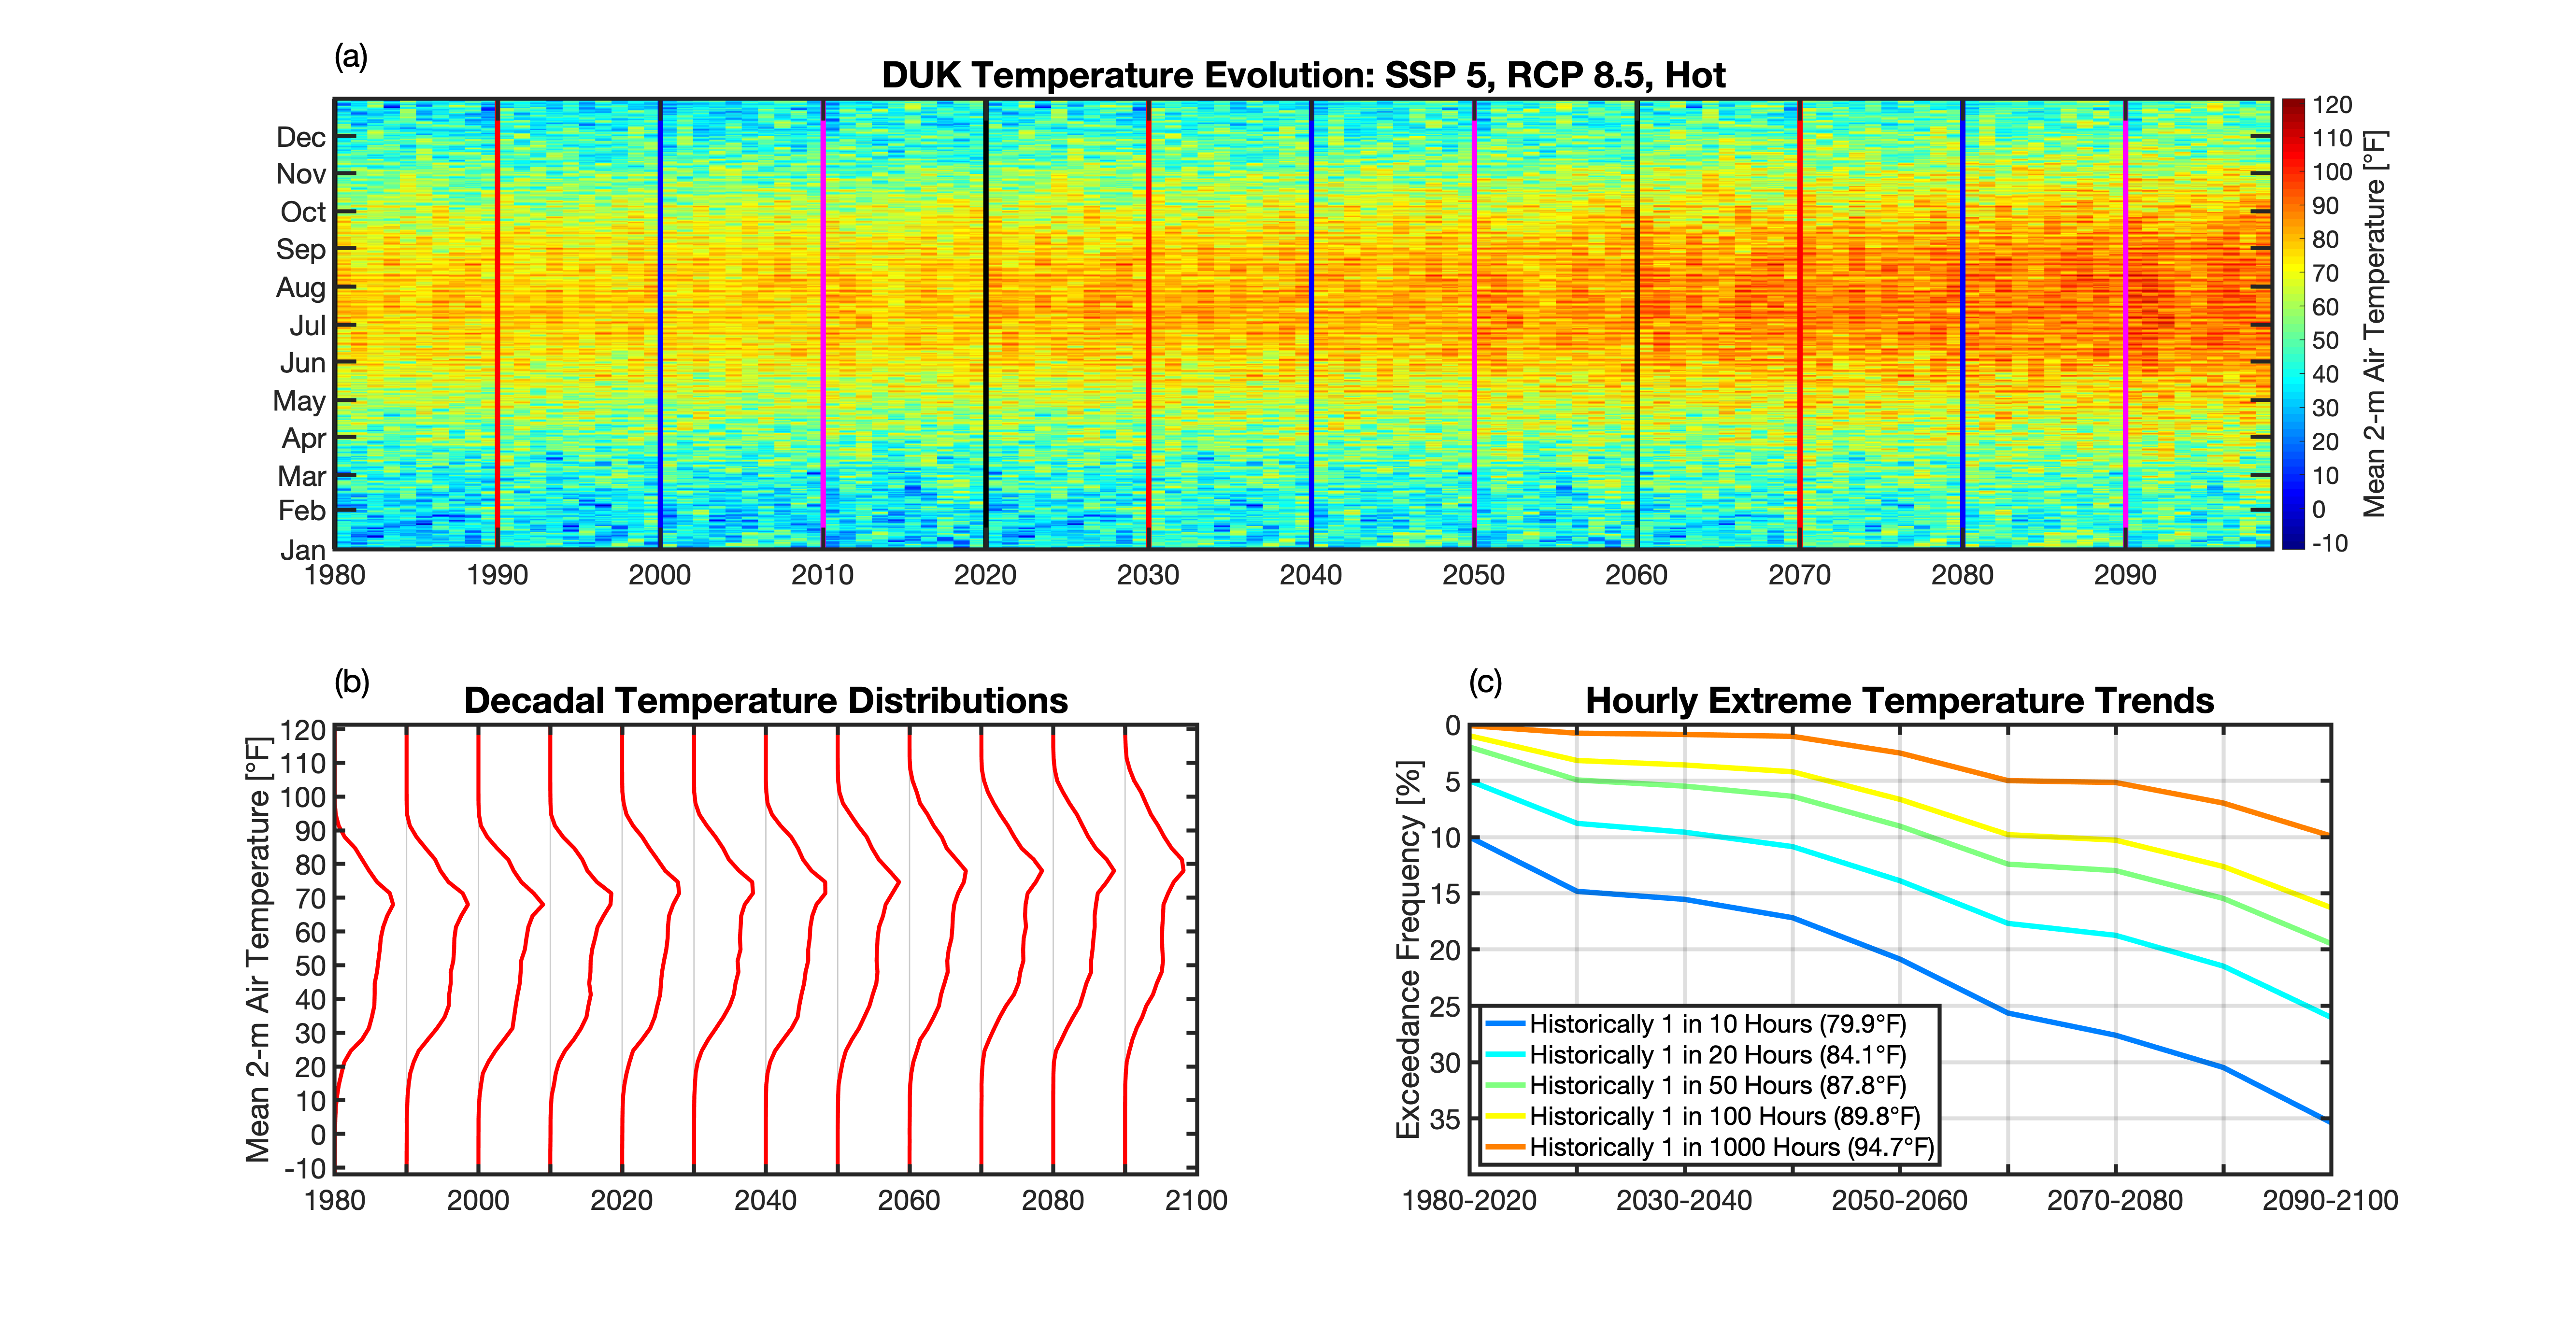 (a)
DUK Temperature Evolution: SSP 5, RCP 8.5, Hot
Dec
Nov
Oct
Sep
Aug
Jul
Jun
May
Apr
Mar
Feb
Jan
1980 1990 2000 2010 2020 2030 2040 2050 2060 2070 2080 2090
120
110
100
90
80
70
60
50
40
30
20
10
0
-10
Mean 2-m Air Temperature [°F]
(b)
Decadal Temperature Distributions
Mean 2-m Air Temperature [°F]
120
110
100
90
80
70
60
50
40
30
20
10
0
-10
1980 2000 2020 2040 2060 2080 2100
(c)
Hourly Extreme Temperature Trends
Exceedance Frequency [%]
0
5
10
15
20
25
30
35
Historically 1 in 10 Hours (79.9°F)
Historically 1 in 20 Hours (84.1°F)
Historically 1 in 50 Hours (87.8°F)
Historically 1 in 100 Hours (89.8°F)
Historically 1 in 1000 Hours (94.7°F)
1980-2020 2030-2040 2050-2060 2070-2080 2090-2100